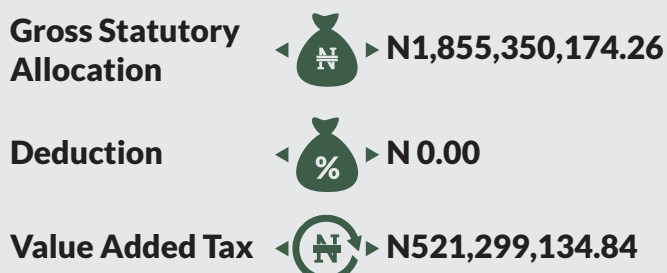 Gross Statutory
Allocation
₦
N1,855,350,174.26
Deduction
%
N 0.00
Value Added Tax
₦
N521,299,134.84